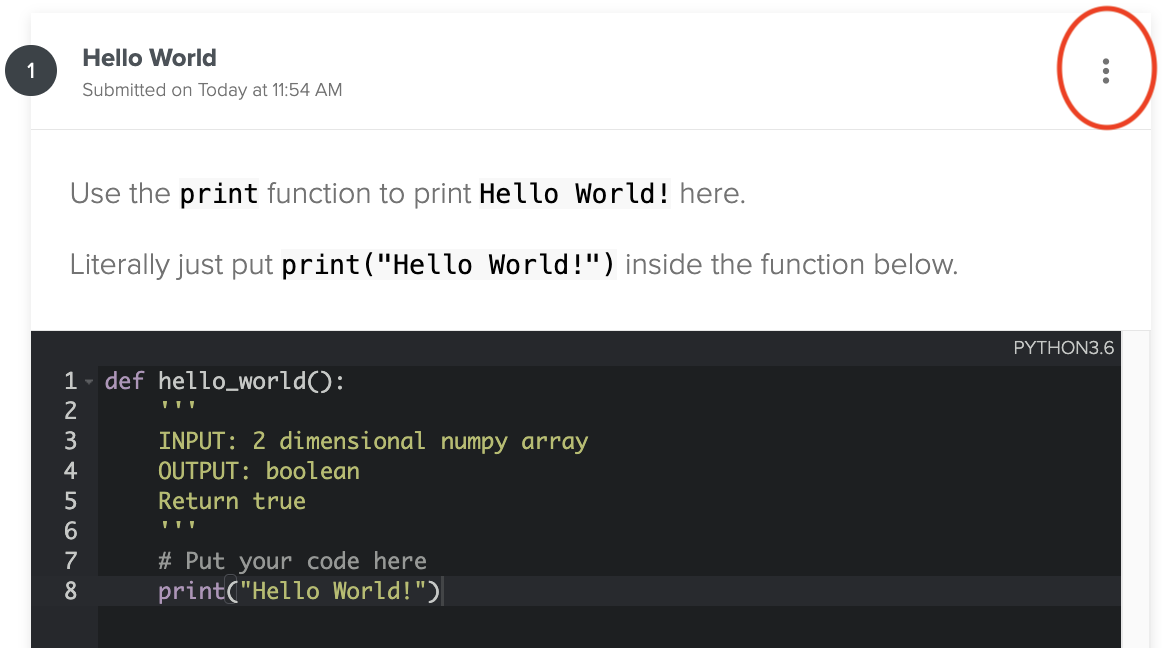 1
Hello World
Submitted on Today at 11:54 AM
Use the print function to print Hello World! here.
Literally just put print("Hello World!") inside the function below.
PYTHON3.6
1 def hello_world():
2     '''
3     INPUT: 2 dimensional numpy array
4     OUTPUT: boolean
5     Return true
6     '''
7     # Put your code here
8     print("Hello World!")